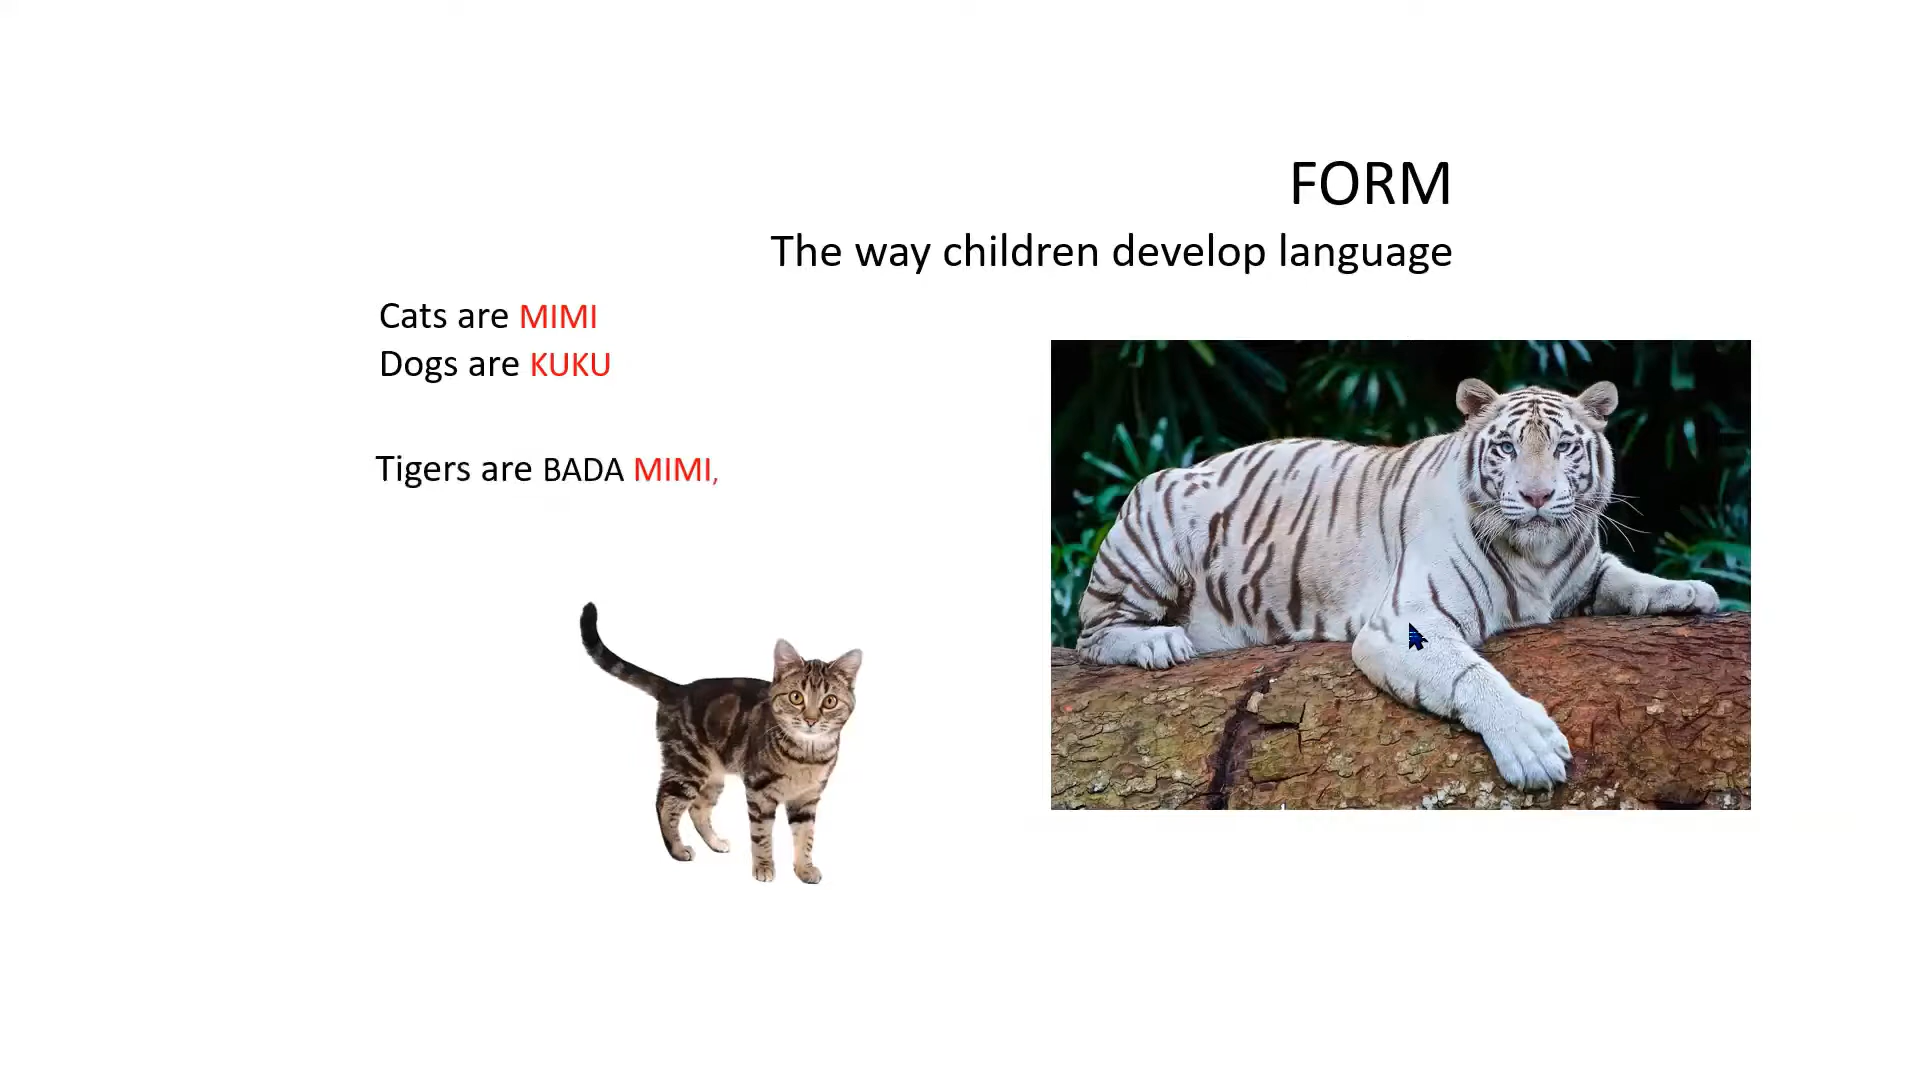 FORM
The way children develop language
Cats are MIMI
Dogs are KUKU
Tigers are BADA MIMI,